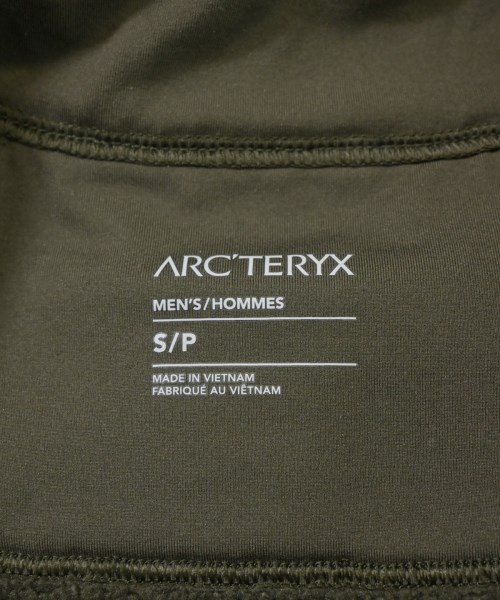 ARC'TERYX
MEN'S/HOMMES
S/P
MADE IN VIETNAM
FABRIQUÉ AU VIÊTNAM